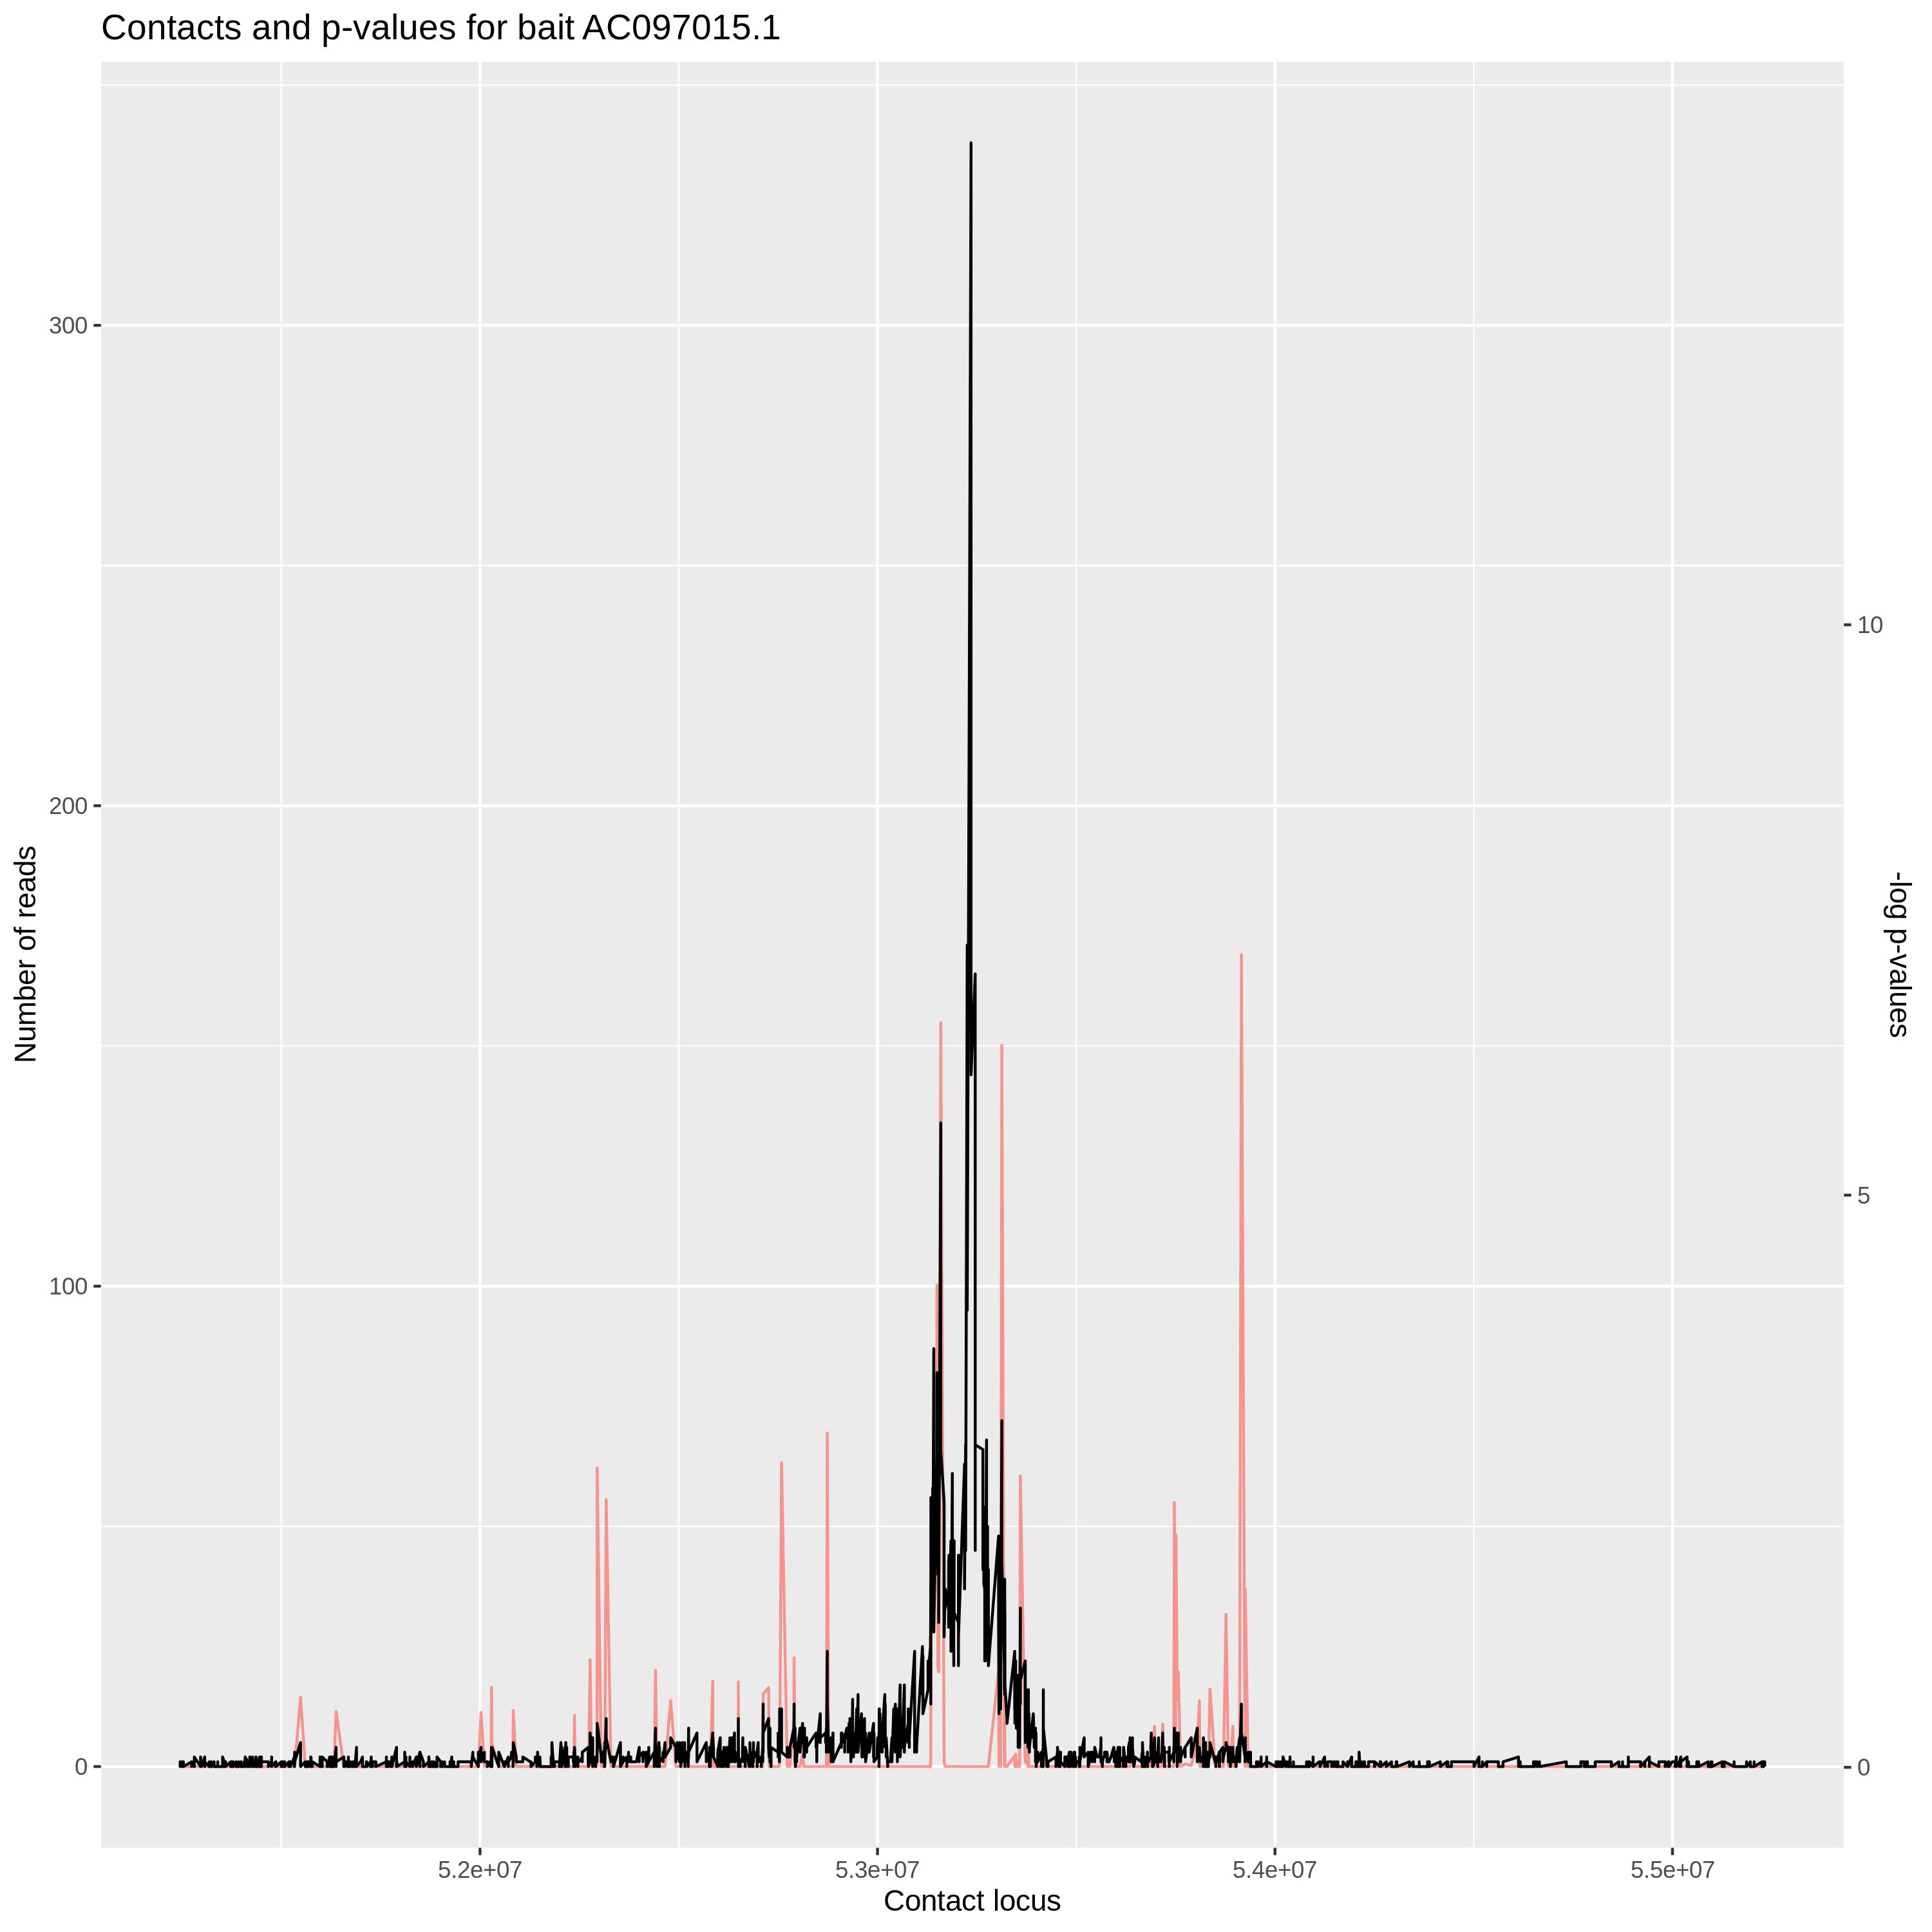 Contacts and p-values for bait AC097015.1
300
200
100
0
Number of reads
10
5
0
-log p-values
5.2e+07
5.3e+07
5.4e+07
5.5e+07
Contact locus